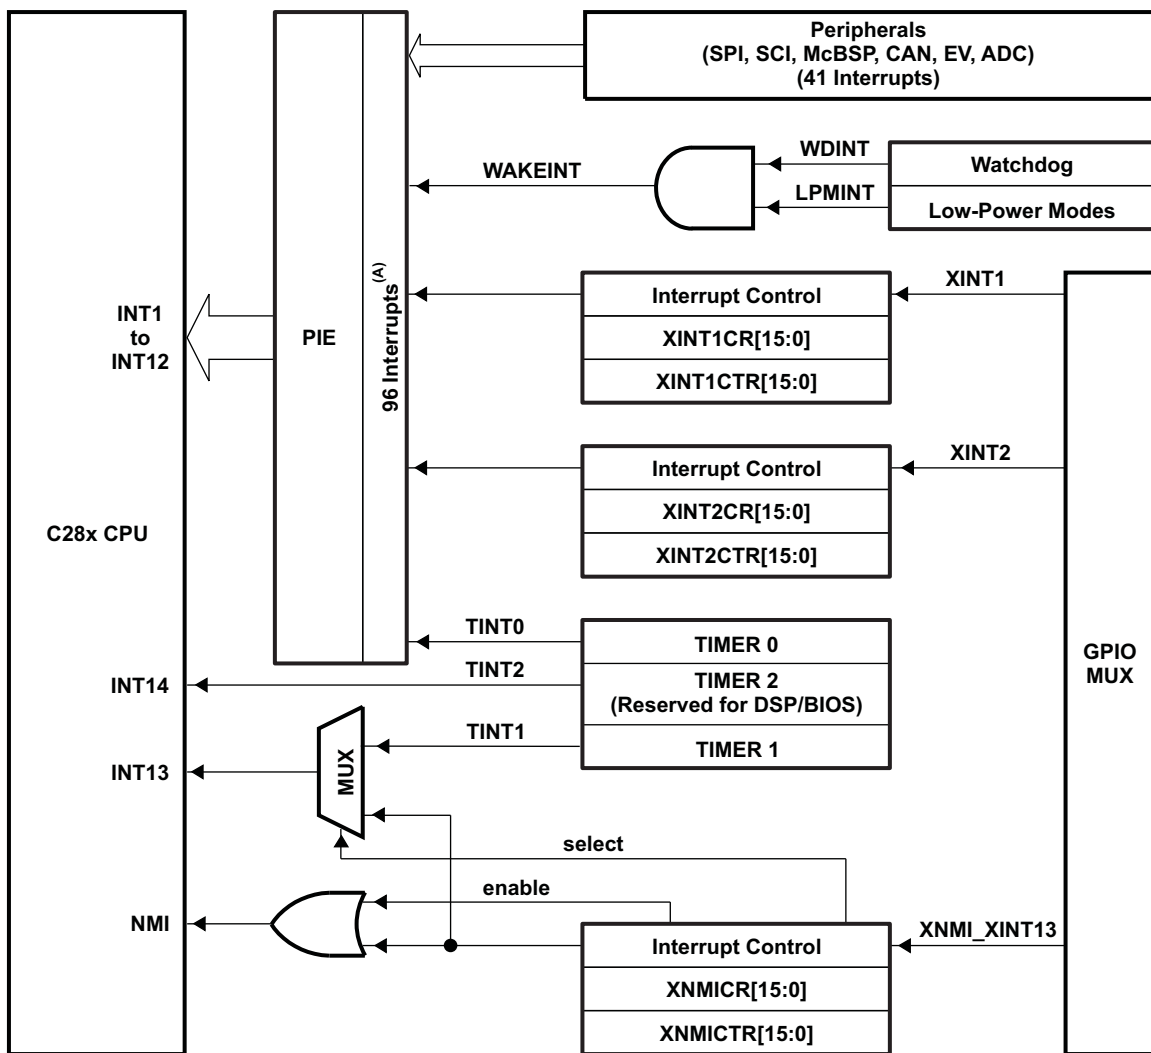 Peripherals
(SPI, SCI, McBSP, CAN, EV, ADC)
(41 Interrupts)
WDINT
Watchdog
WAKEINT
LPMINT
Low-Power Modes
96 Interrupts(A)
XINT1
Interrupt Control
INT1
to
INT12
PIE
XINT1CR[15:0]
XINT1CTR[15:0]
XINT2
Interrupt Control
XINT2CR[15:0]
C28x CPU
XINT2CTR[15:0]
TINT0
TIMER 0
GPIO
MUX
TINT2
INT14
TIMER 2
(Reserved for DSP/BIOS)
TINT1
TIMER 1
INT13
MUX
select
enable
NMI
XNMI_XINT13
Interrupt Control
XNMICR[15:0]
XNMICTR[15:0]